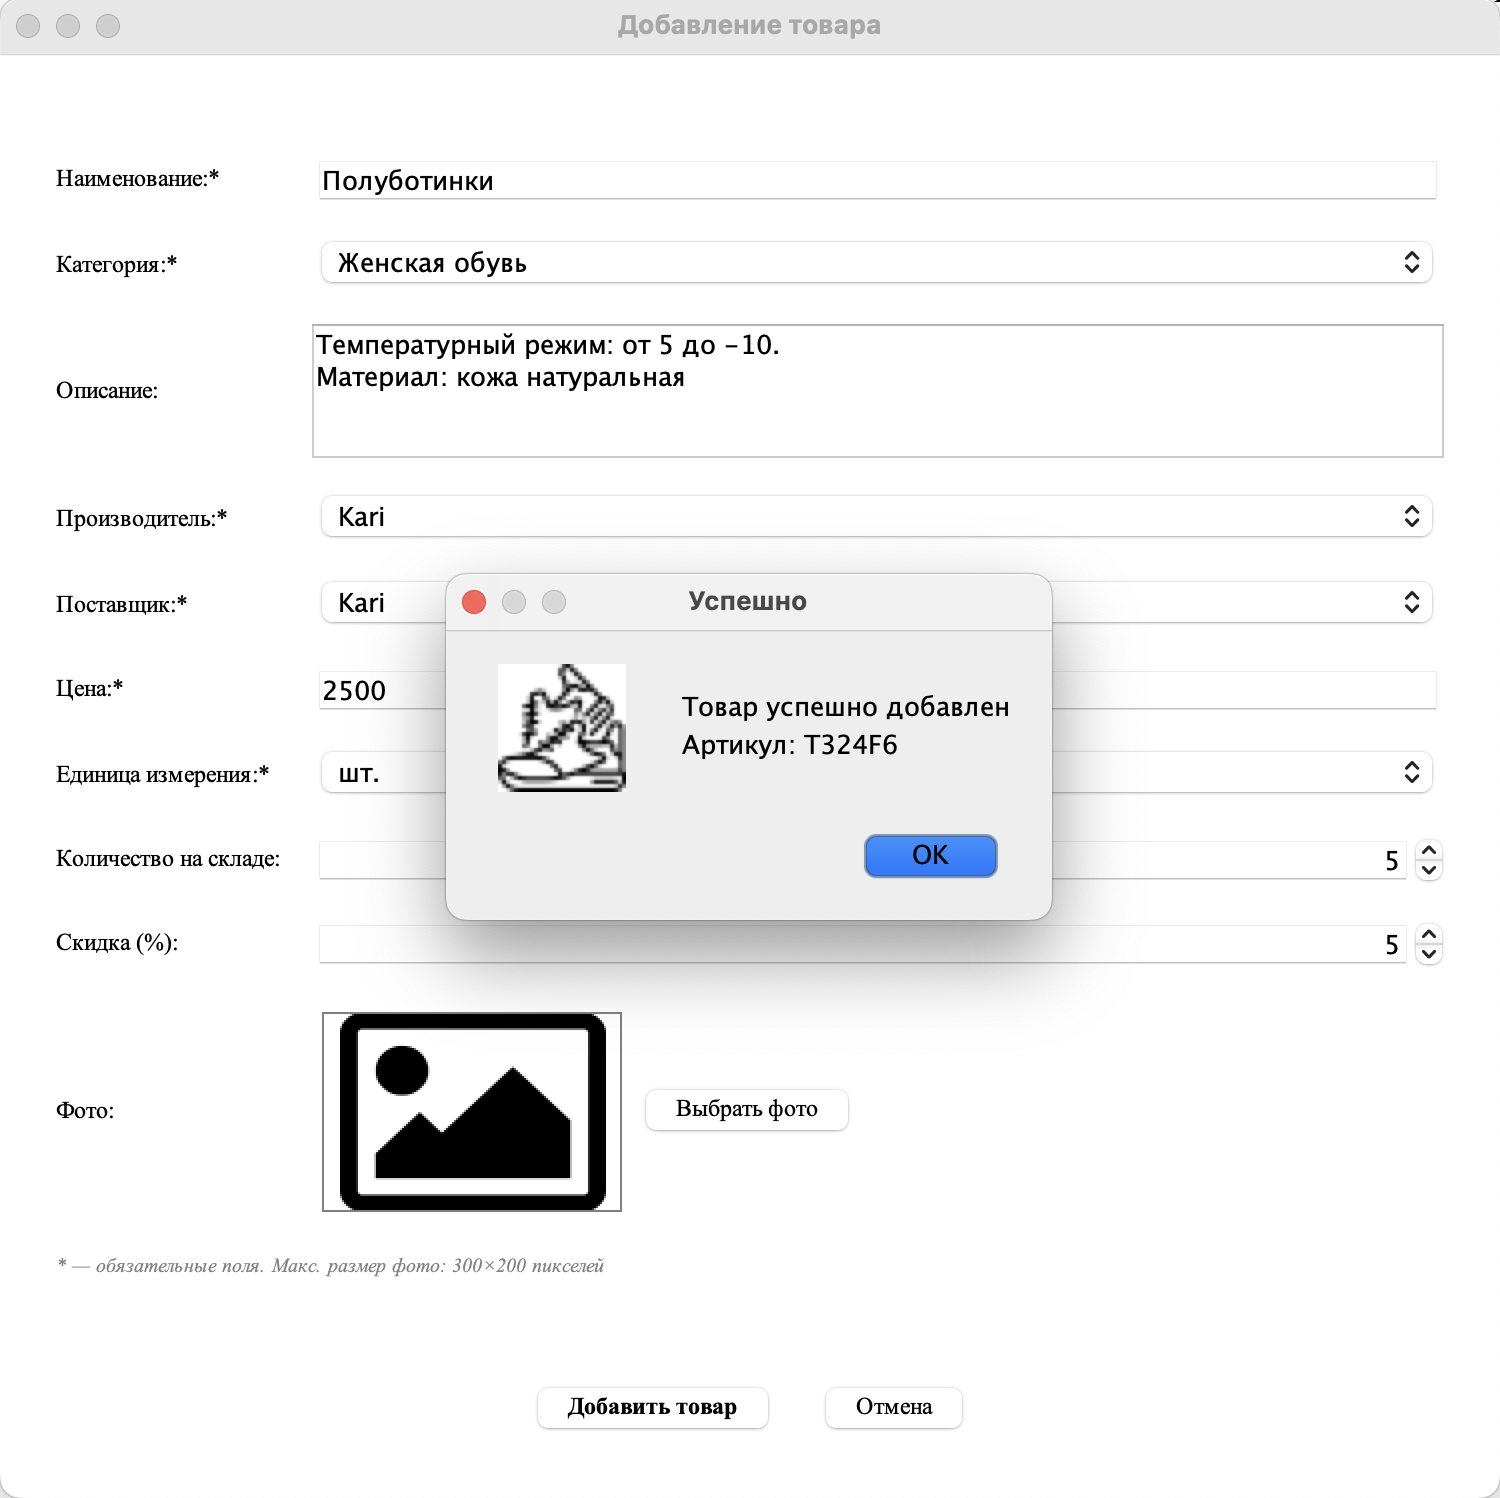 Добавление товара
Наименование:*
Полуботинки
Категория:*
Женская обувь
Описание:
Температурный режим: от 5 до -10.
Материал: кожа натуральная
Производитель:*
Kari
Поставщик:*
Kari
Цена:*
2500
Единица измерения:*
шт.
Количество на складе:
5
Скидка (%):
5
Успешно
Товар успешно добавлен
Артикул: T324F6
OK
Фото:
Выбрать фото
* — обязательные поля. Макс. размер фото: 300×200 пикселей
Добавить товар
Отмена